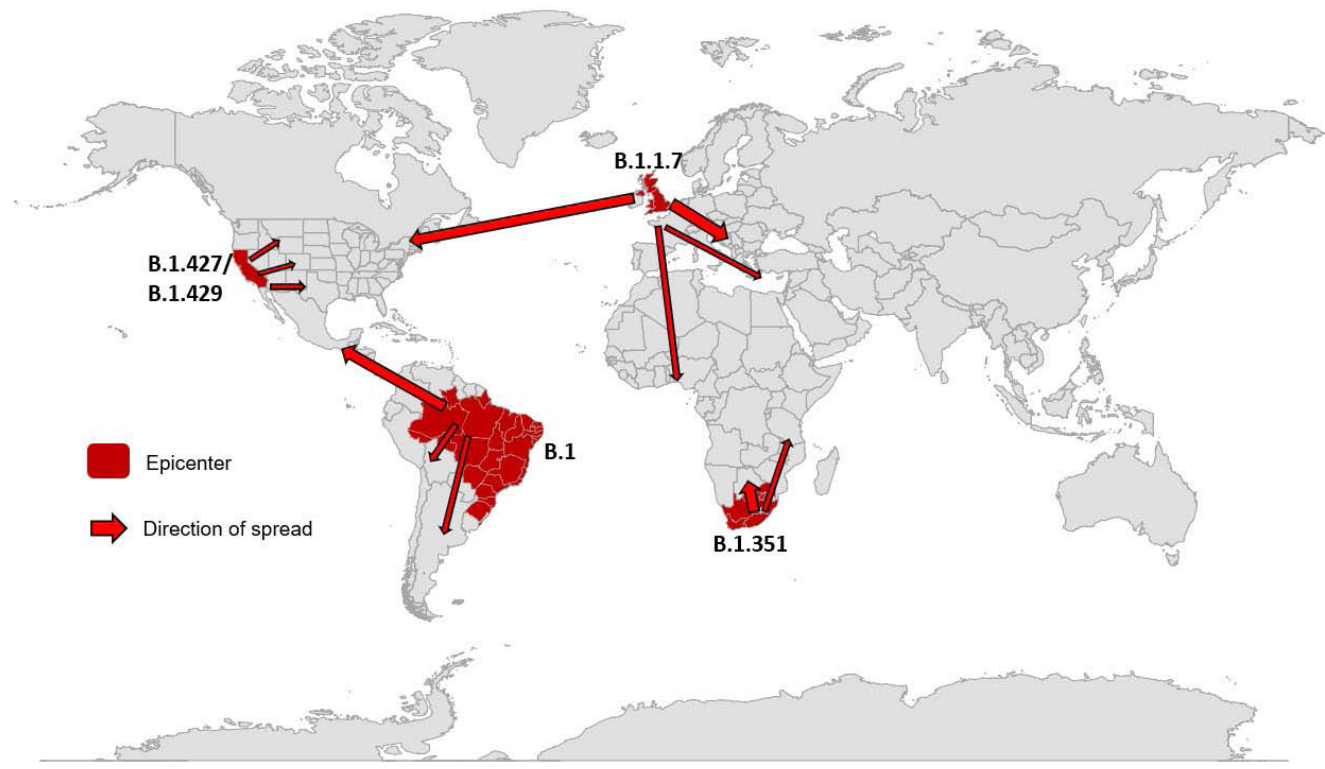 B.1.1.7
B.1.427/
B.1.429
B.1
B.1.351
Epicenter
Direction of spread